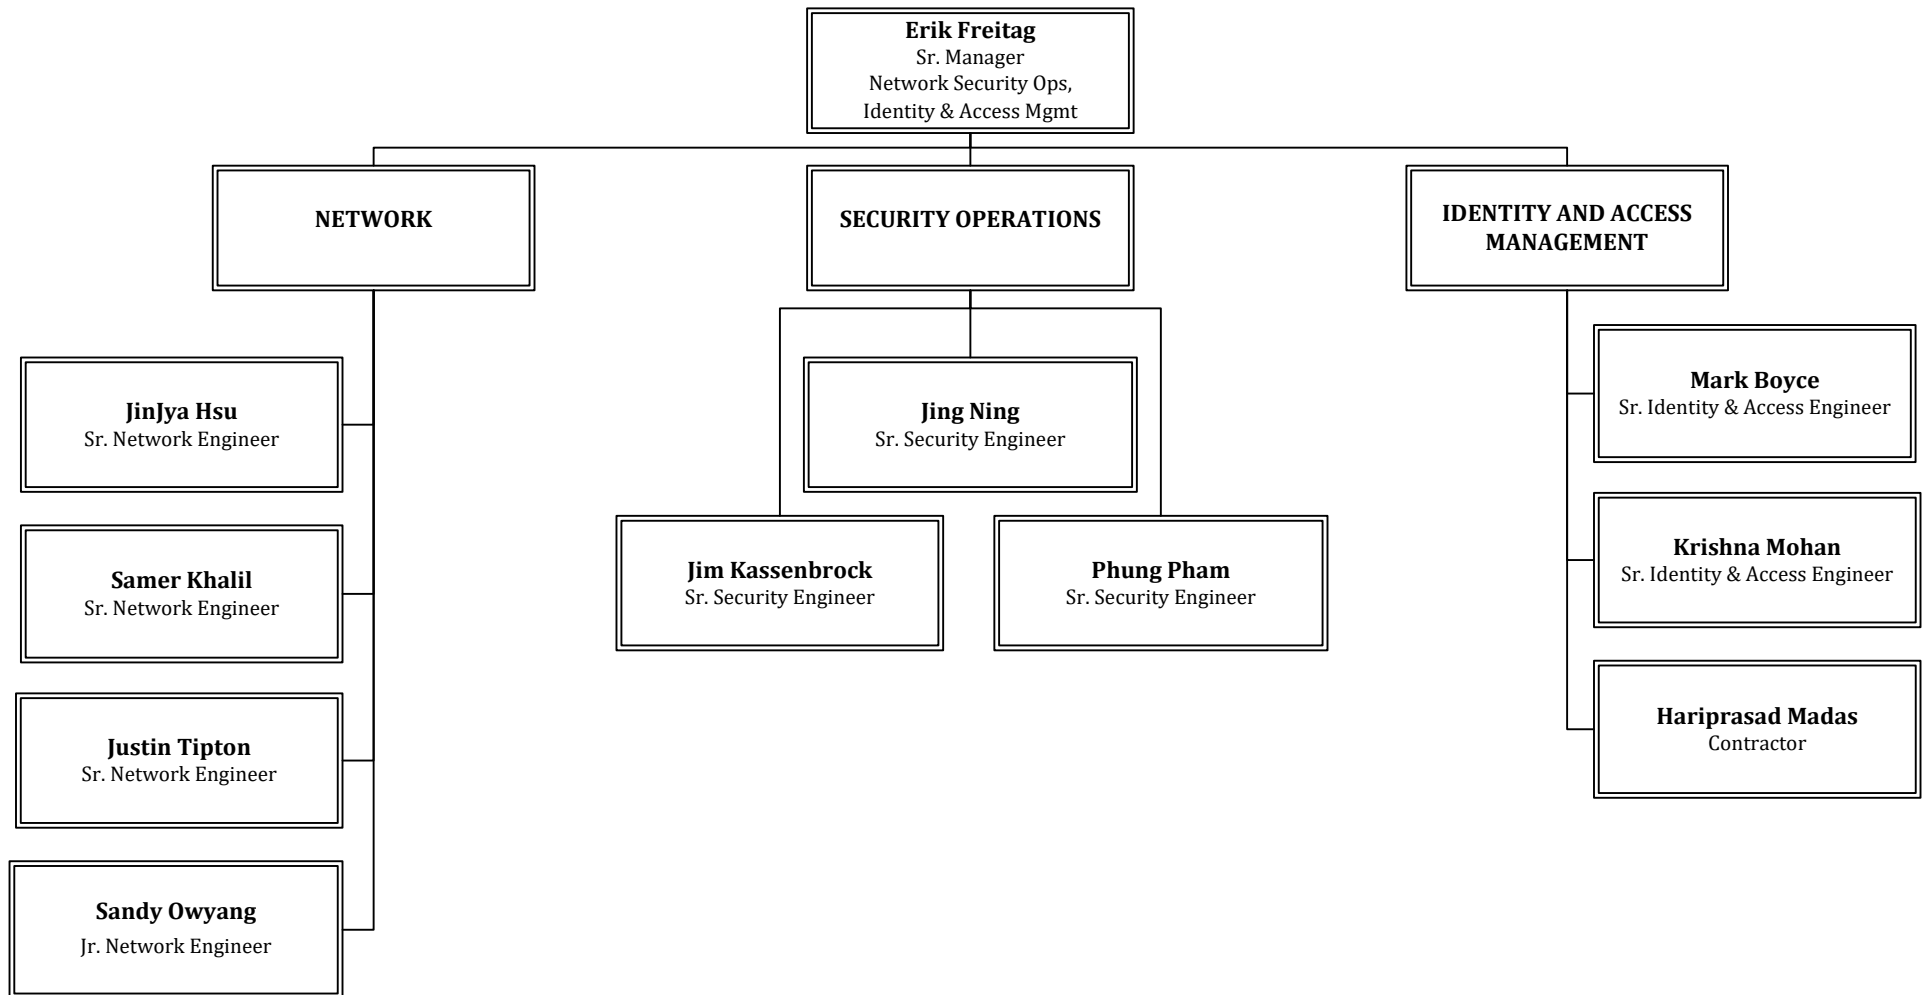 Erik Freitag
Sr. Manager
Network Security Ops,
Identity & Access Mgmt
NETWORK
SECURITY OPERATIONS
IDENTITY AND ACCESS
MANAGEMENT
JinJya Hsu
Sr. Network Engineer
Samer Khalil
Sr. Network Engineer
Justin Tipton
Sr. Network Engineer
Sandy Owyang
Jr. Network Engineer
Jing Ning
Sr. Security Engineer
Jim Kassenbrock
Sr. Security Engineer
Phung Pham
Sr. Security Engineer
Mark Boyce
Sr. Identity & Access Engineer
Krishna Mohan
Sr. Identity & Access Engineer
Hariprasad Madas
Contractor